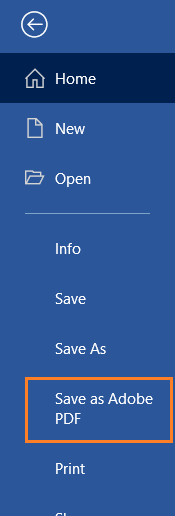 Home
New
Open
Info
Save
Save As
Save as Adobe
PDF
Print